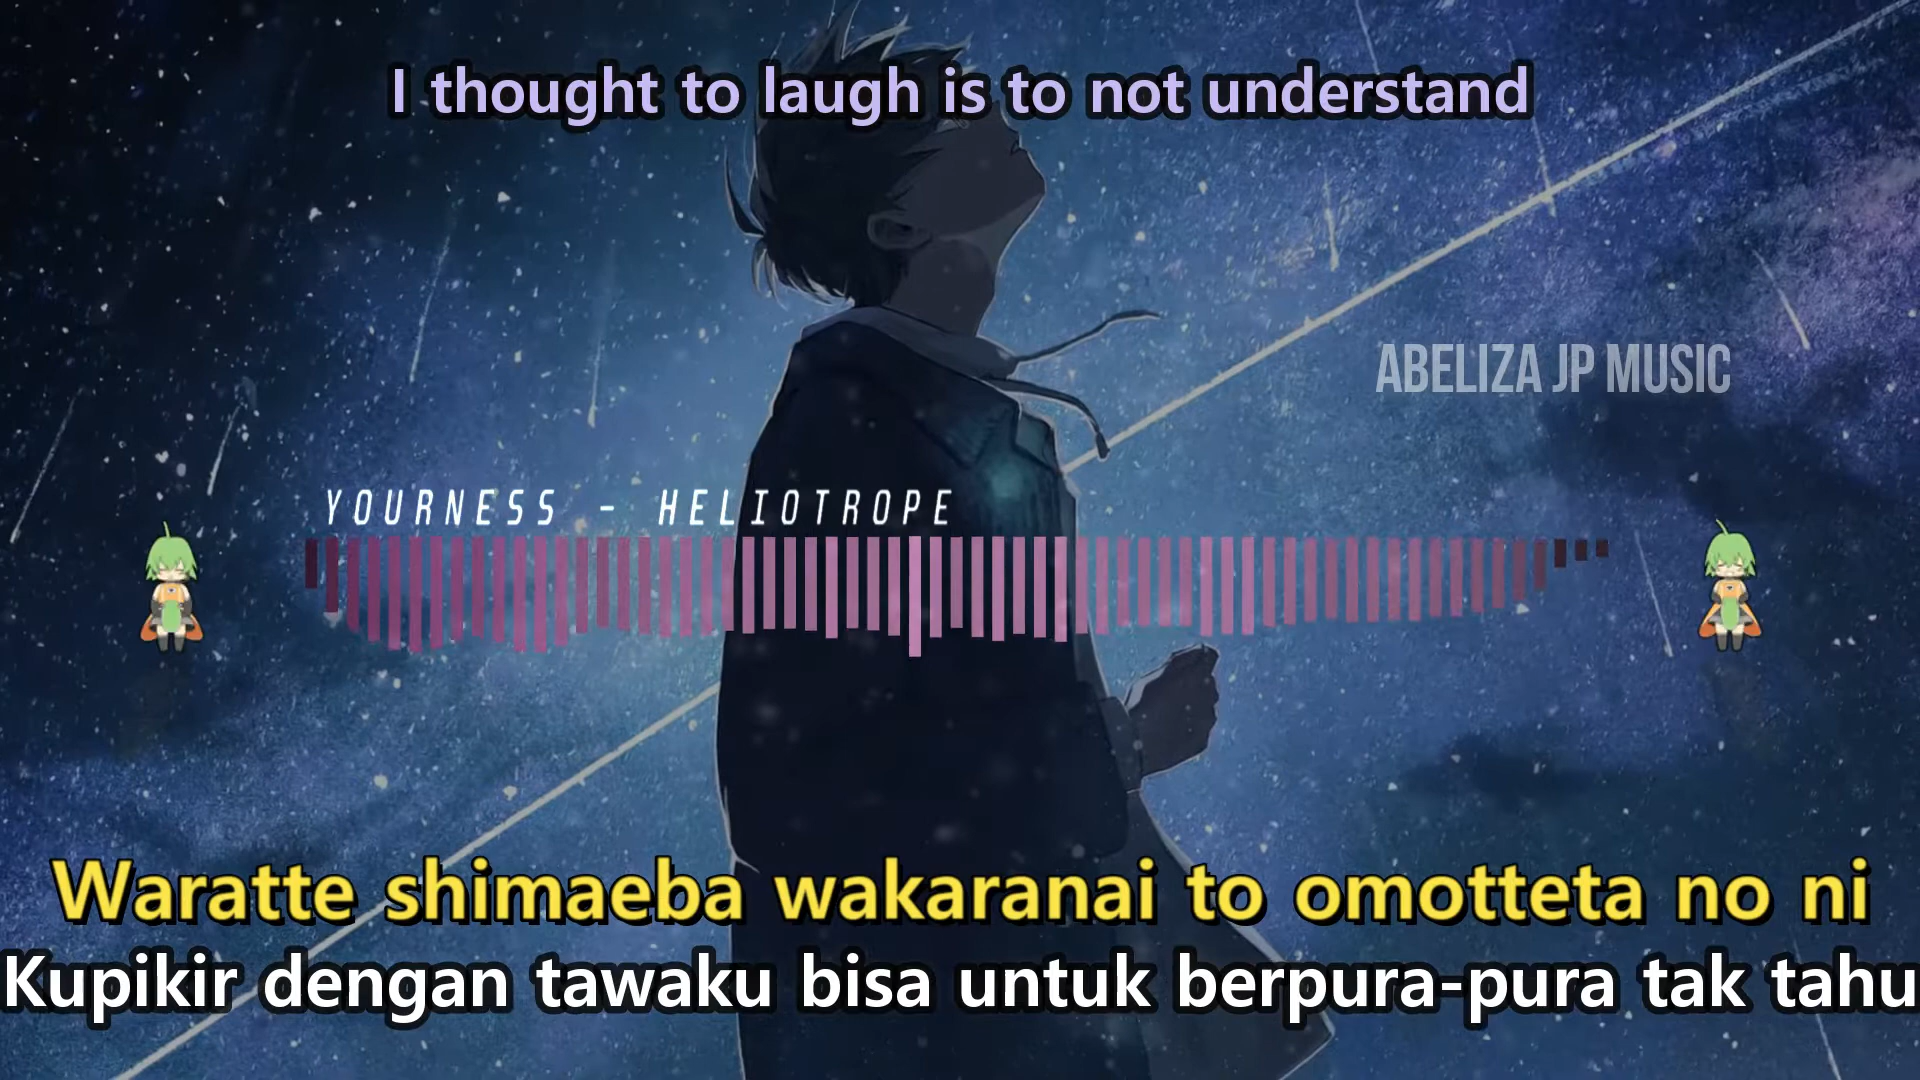 I thought to laugh is to not understand
ABELIZA JP MUSIC
YOURNESS - HELIOTROPE
Waratte shimaeba wakaranai to omotteta no ni
Kupikir dengan tawaku bisa untuk berpura-pura tak tahu